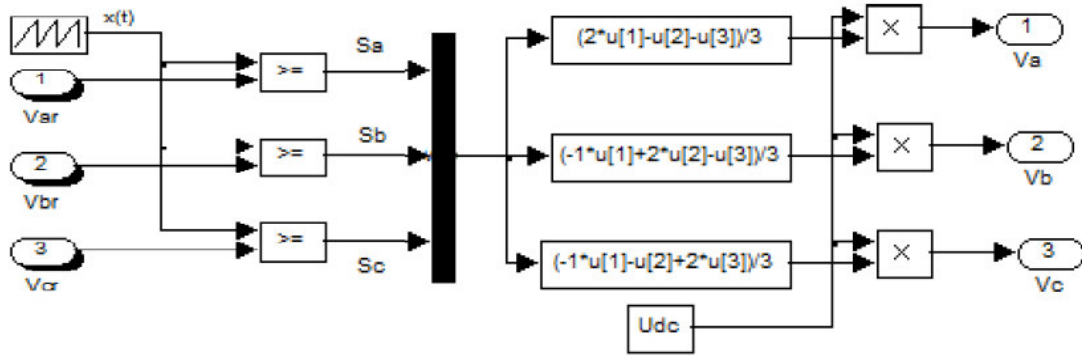 x(t)
1
Var
2
Vbr
3
Vcr
>=
>=
>=
Sa
Sb
Sc
(2*u[1]-u[2]-u[3])/3
(-1*u[1]+2*u[2]-u[3])/3
(-1*u[1]-u[2]+2*u[3])/3
Udc
×
×
×
1
Va
2
Vb
3
Vc